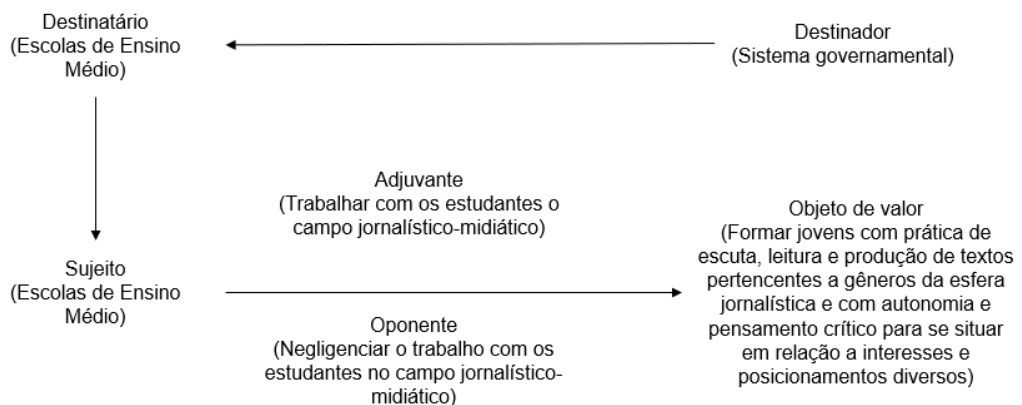 Destinatário
(Escolas de Ensino
Médio)
Destinador
(Sistema governamental)
Adjuvante
(Trabalhar com os estudantes o
campo jornalístico-midiático)
Objeto de valor
(Formar jovens com prática de
escuta, leitura e produção de textos
pertencentes a gêneros da esfera
jornalística e com autonomia e
pensamento crítico para se situar
em relação a interesses e
posicionamentos diversos)
Sujeito
(Escolas de Ensino
Médio)
Oponente
(Negligenciar o trabalho com os
estudantes no campo jornalístico-
midiático)